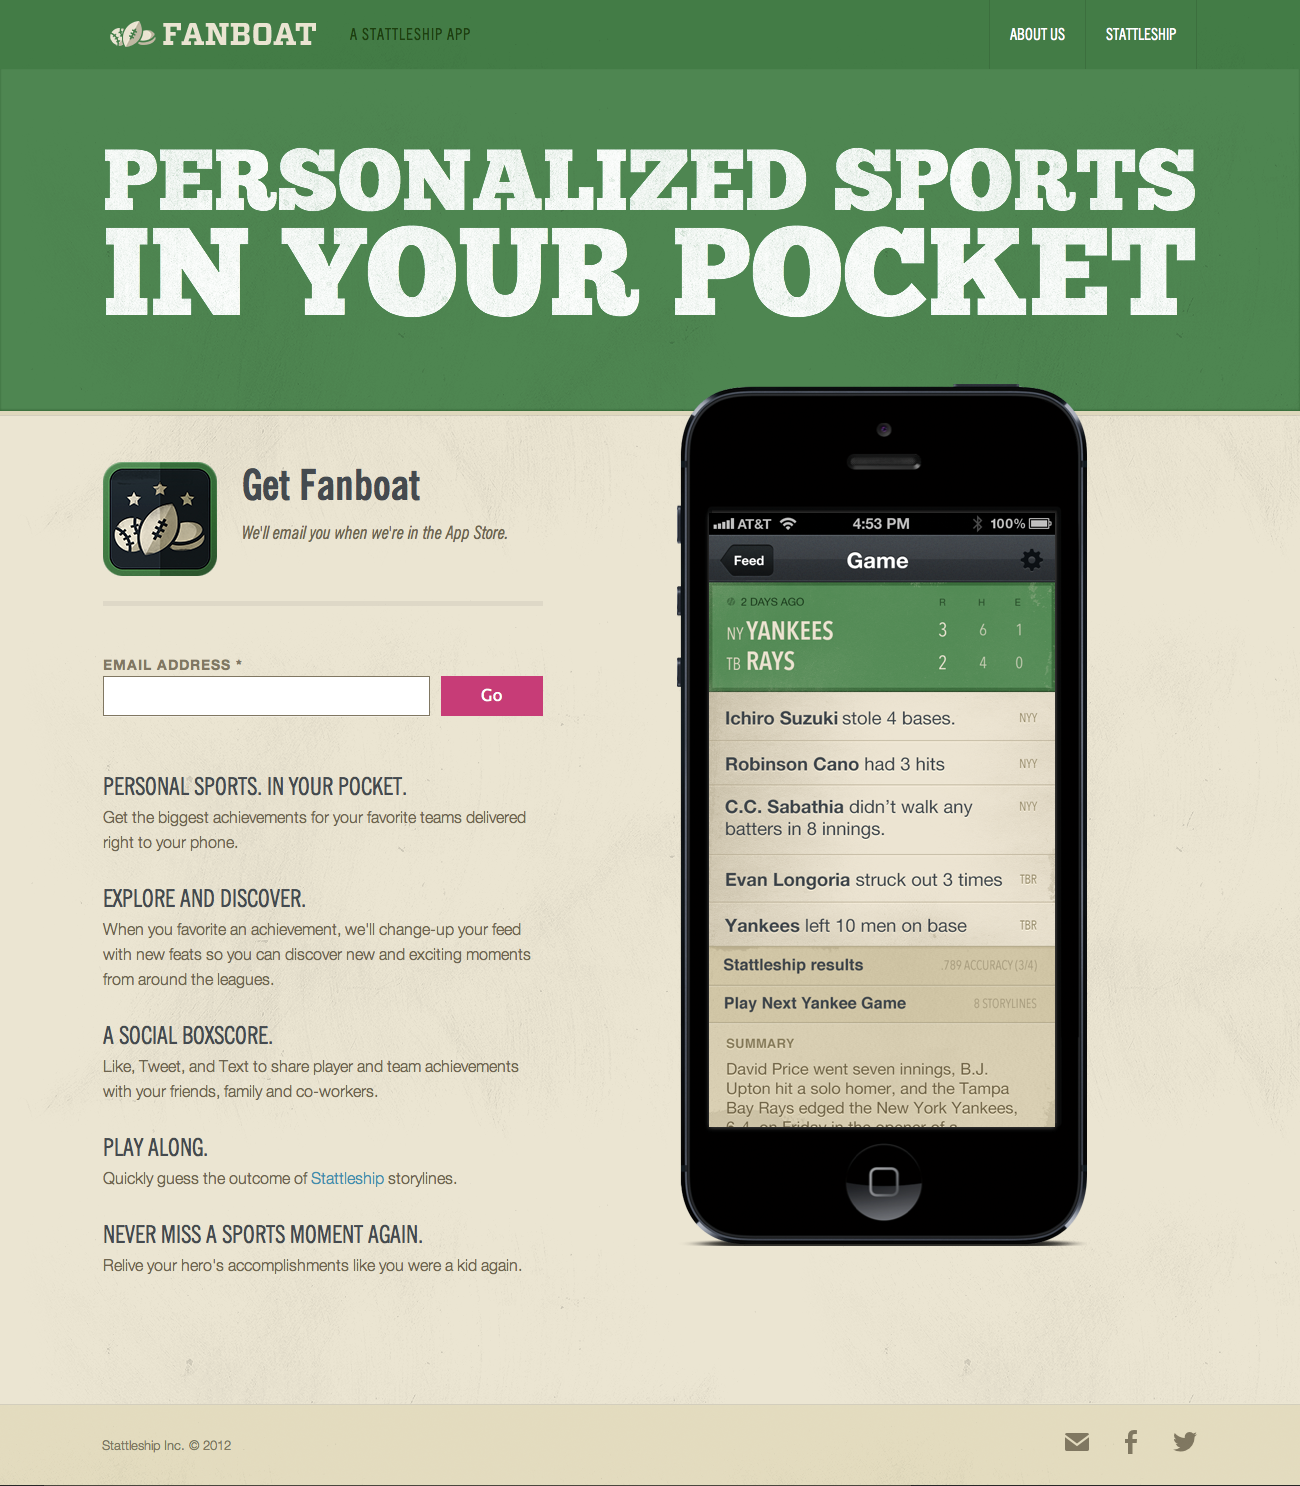 FANBOAT
A STATTLESHIP APP
ABOUT US
STATTLESHIP
PERSONALIZED SPORTS
IN YOUR POCKET
Get Fanboat
We'll email you when we're in the App Store.
EMAIL ADDRESS *
Go
PERSONAL SPORTS. IN YOUR POCKET.
Get the biggest achievements for your favorite teams delivered
right to your phone.
EXPLORE AND DISCOVER.
When you favorite an achievement, we'll change-up your feed
with new feats so you can discover new and exciting moments
from around the leagues.
A SOCIAL BOXSCORE.
Like, Tweet, and Text to share player and team achievements
with your friends, family and co-workers.
PLAY ALONG.
Quickly guess the outcome of Stattleship storylines.
NEVER MISS A SPORTS MOMENT AGAIN.
Relive your hero's accomplishments like you were a kid again.
AT&T 4:53 PM 100%
Feed Game
2 DAYS AGO R H E
NY YANKEES 3 6 1
TB RAYS 2 4 0
Ichiro Suzuki stole 4 bases. NYY
Robinson Cano had 3 hits NYY
C.C. Sabathia didn’t walk any NYY
batters in 8 innings.
Evan Longoria struck out 3 times TBR
Yankees left 10 men on base TBR
Stattleship results .789 ACCURACY (3/4)
Play Next Yankee Game 8 STORYLINES
SUMMARY
David Price went seven innings, B.J.
Upton hit a solo homer, and the Tampa
Bay Rays edged the New York Yankees,
6-4, on Friday in the opener of a
Stattleship Inc. © 2012